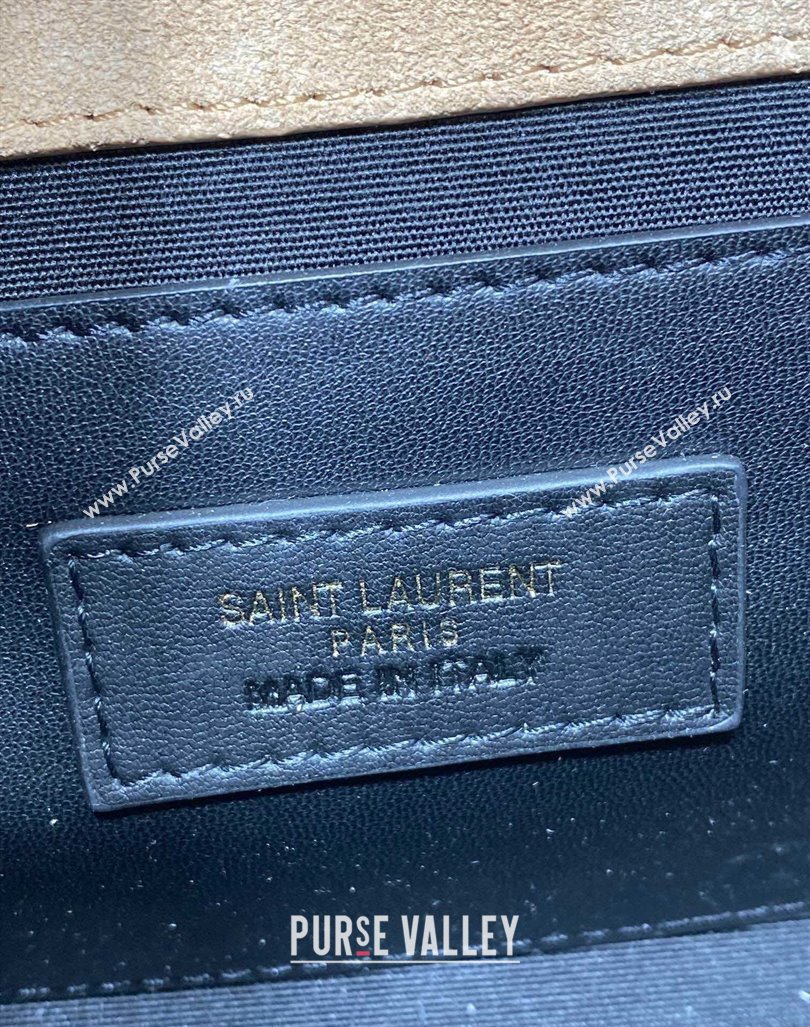 www.PurseValley.ru
www.PurseValley.ru
SAINT LAURENT
PARIS
MADE IN ITALY
PURSE VALLEY